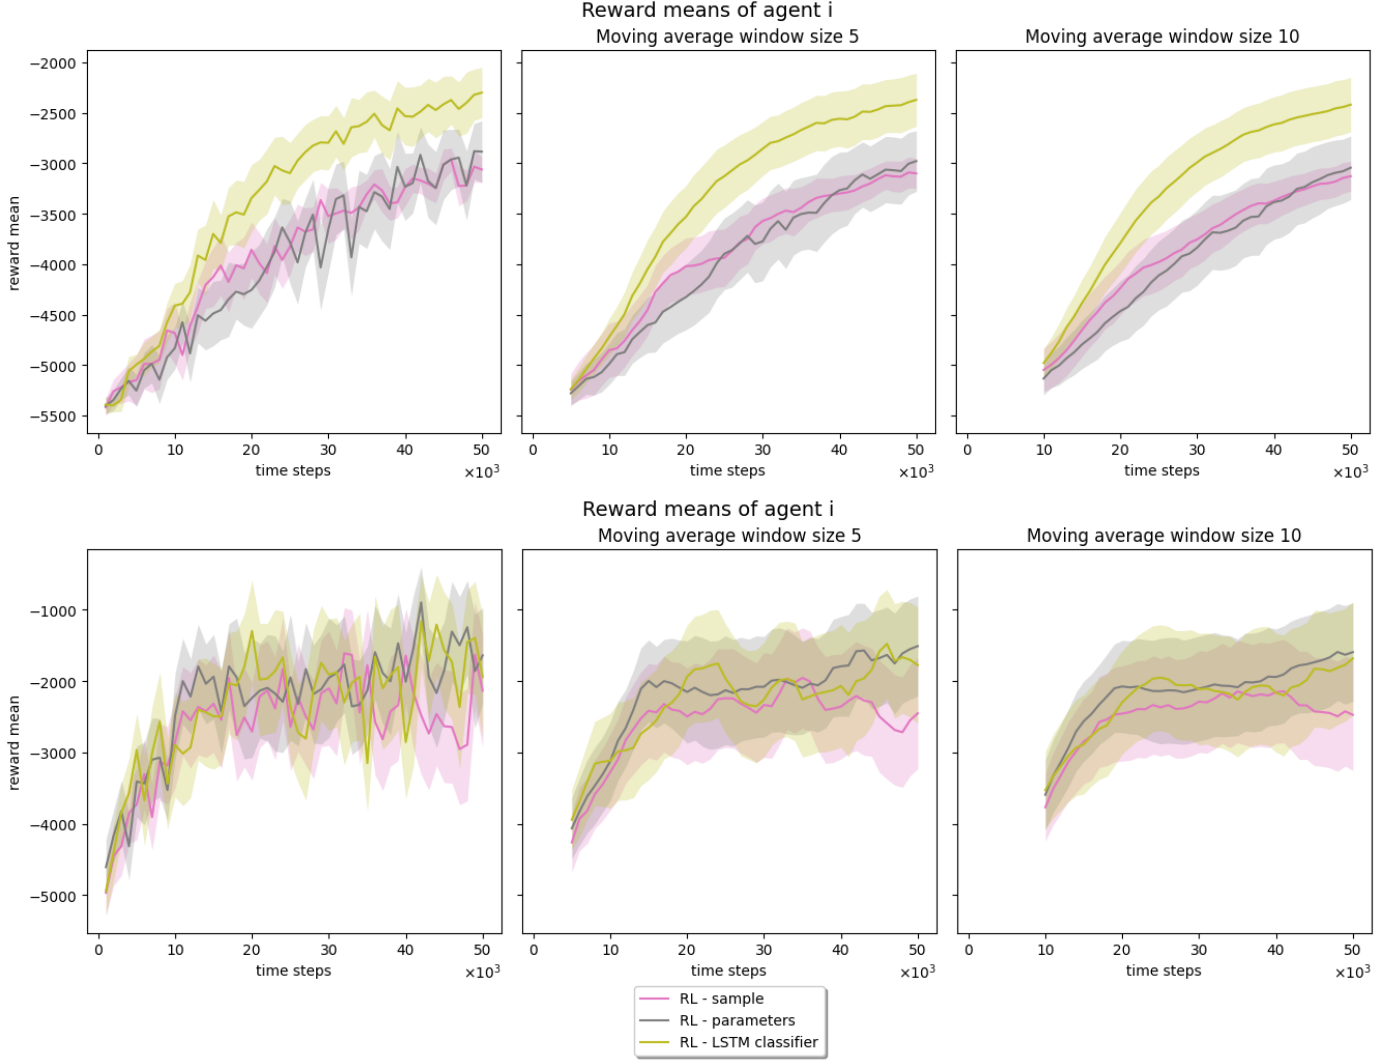 Reward means of agent i
Moving average window size 5
Moving average window size 10
reward mean
−2000
−2500
−3000
−3500
−4000
−4500
−5000
−5500
0 10 20 30 40 50
0 10 20 30 40 50
0 10 20 30 40 50
time steps
×10³
time steps
×10³
time steps
×10³
Reward means of agent i
Moving average window size 5
Moving average window size 10
reward mean
−1000
−2000
−3000
−4000
−5000
0 10 20 30 40 50
0 10 20 30 40 50
0 10 20 30 40 50
time steps
×10³
time steps
×10³
time steps
×10³
RL - sample
RL - parameters
RL - LSTM classifier